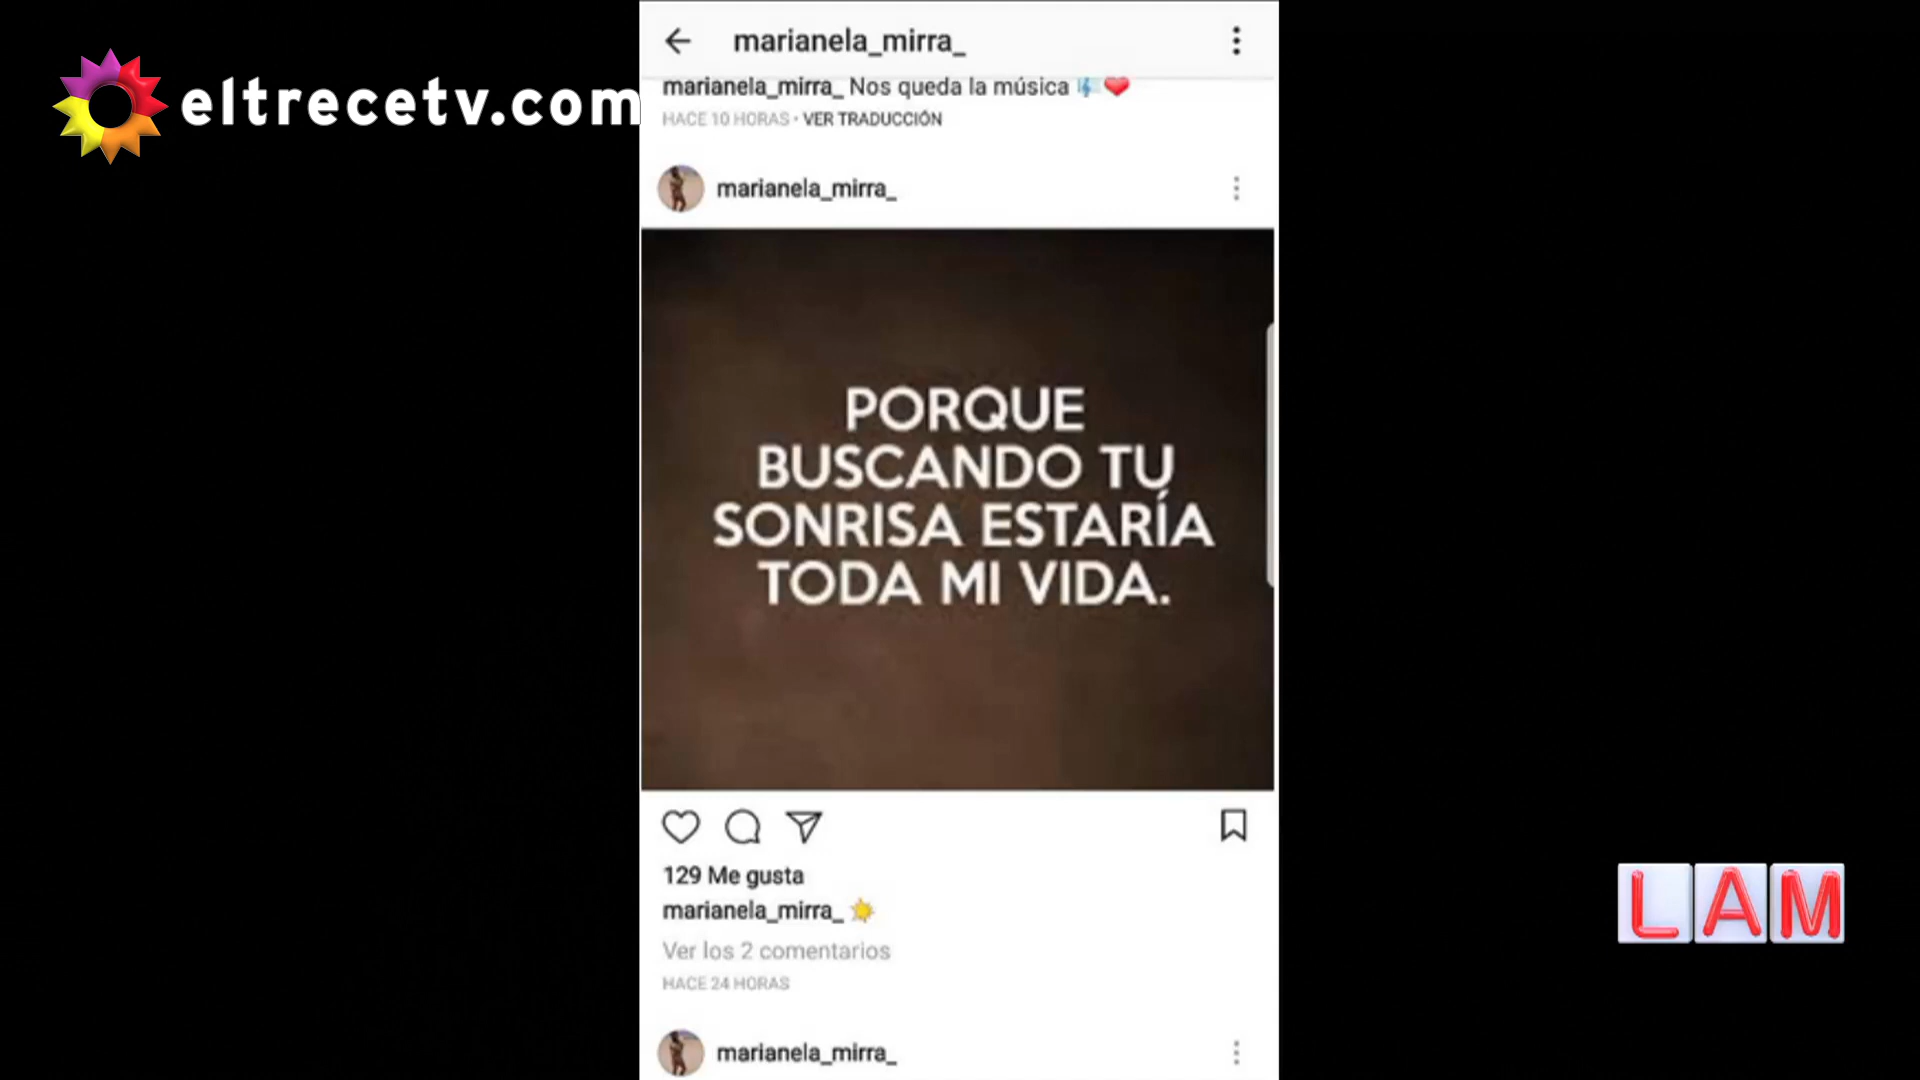 eltrecetv.com
marianela_mirra_
marianela_mirra_ Nos queda la música
HACE 10 HORAS • VER TRADUCCIÓN
marianela_mirra_
PORQUE
BUSCANDO TU
SONRISA ESTARÍA
TODA MI VIDA.
129 Me gusta
marianela_mirra_
Ver los 2 comentarios
HACE 24 HORAS
marianela_mirra_
LAM